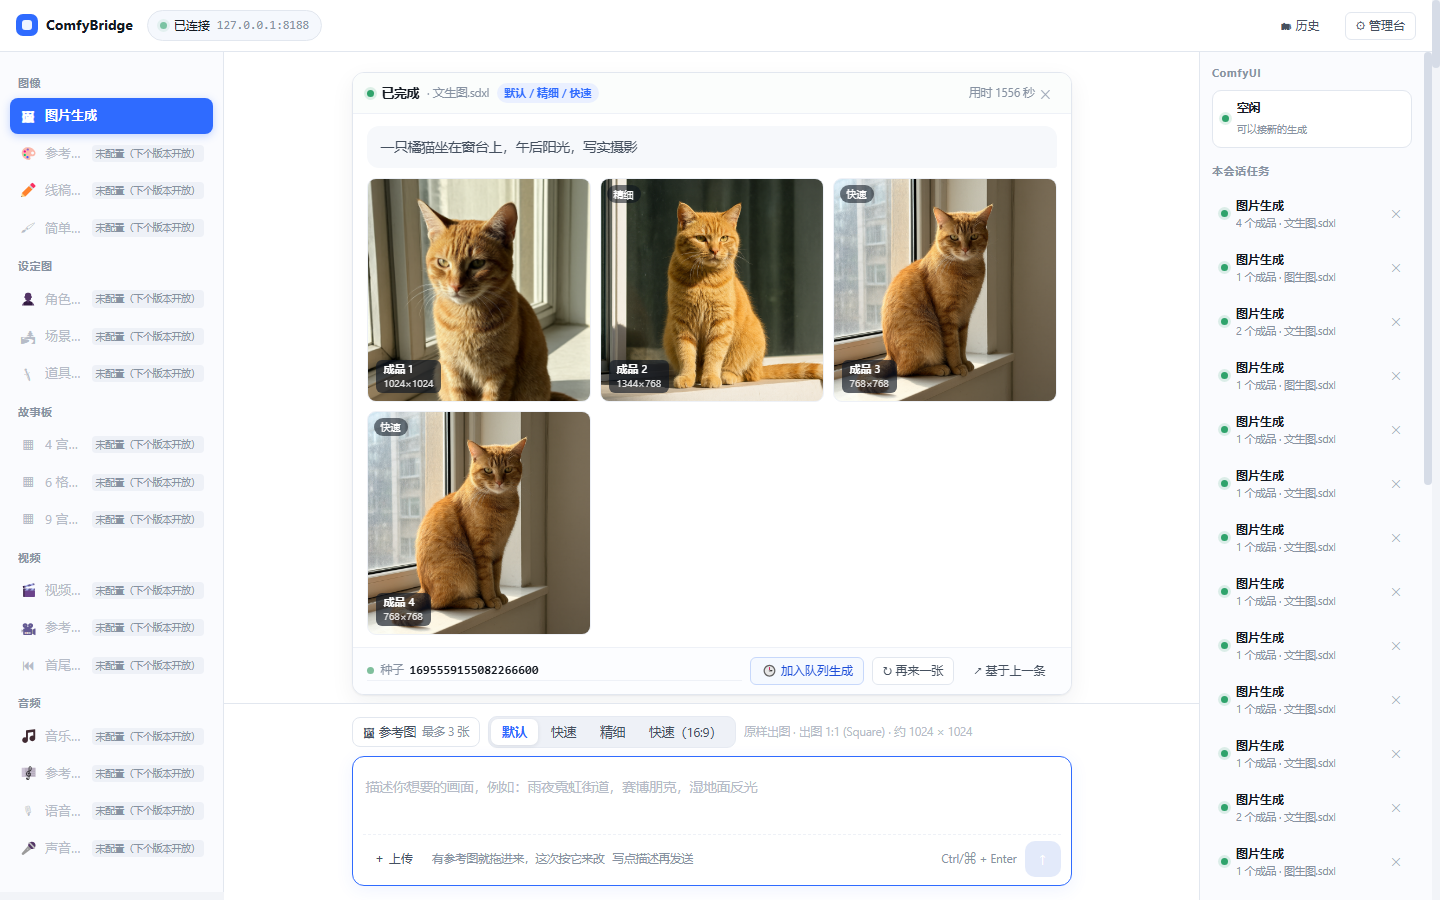 ComfyBridge
已连接 127.0.0.1:8188
历史
管理台
图像
图片生成
参考... 未配置（下个版本开放）
线稿... 未配置（下个版本开放）
简单... 未配置（下个版本开放）
设定图
角色... 未配置（下个版本开放）
场景... 未配置（下个版本开放）
道具... 未配置（下个版本开放）
故事板
4 宫... 未配置（下个版本开放）
6 格... 未配置（下个版本开放）
9 宫... 未配置（下个版本开放）
视频
视频... 未配置（下个版本开放）
参考... 未配置（下个版本开放）
首尾... 未配置（下个版本开放）
音频
音乐... 未配置（下个版本开放）
参考... 未配置（下个版本开放）
语音... 未配置（下个版本开放）
声音... 未配置（下个版本开放）
已完成 · 文生图.sdxl 默认 / 精细 / 快速
用时 1556 秒
一只橘猫坐在窗台上，午后阳光，写实摄影
成品 1
1024×1024
精细
成品 2
1344×768
快速
成品 3
768×768
快速
成品 4
768×768
种子 1695559155082266600
加入队列生成
↻ 再来一张
↗ 基于上一条
参考图 最多 3 张
默认 快速 精细 快速（16:9）
原样出图 · 出图 1:1 (Square) · 约 1024 × 1024
描述你想要的画面，例如：雨夜霓虹街道，赛博朋克，湿地面反光
+ 上传
有参考图就拖进来，这次按它来改 写点描述再发送
Ctrl/⌘ + Enter
ComfyUI
空闲
可以接新的生成
本会话任务
图片生成
4 个成品 · 文生图.sdxl
图片生成
1 个成品 · 图生图.sdxl
图片生成
2 个成品 · 文生图.sdxl
图片生成
1 个成品 · 图生图.sdxl
图片生成
1 个成品 · 文生图.sdxl
图片生成
1 个成品 · 文生图.sdxl
图片生成
1 个成品 · 文生图.sdxl
图片生成
1 个成品 · 文生图.sdxl
图片生成
1 个成品 · 文生图.sdxl
图片生成
1 个成品 · 文生图.sdxl
图片生成
1 个成品 · 文生图.sdxl
图片生成
2 个成品 · 文生图.sdxl
图片生成
1 个成品 · 图生图.sdxl